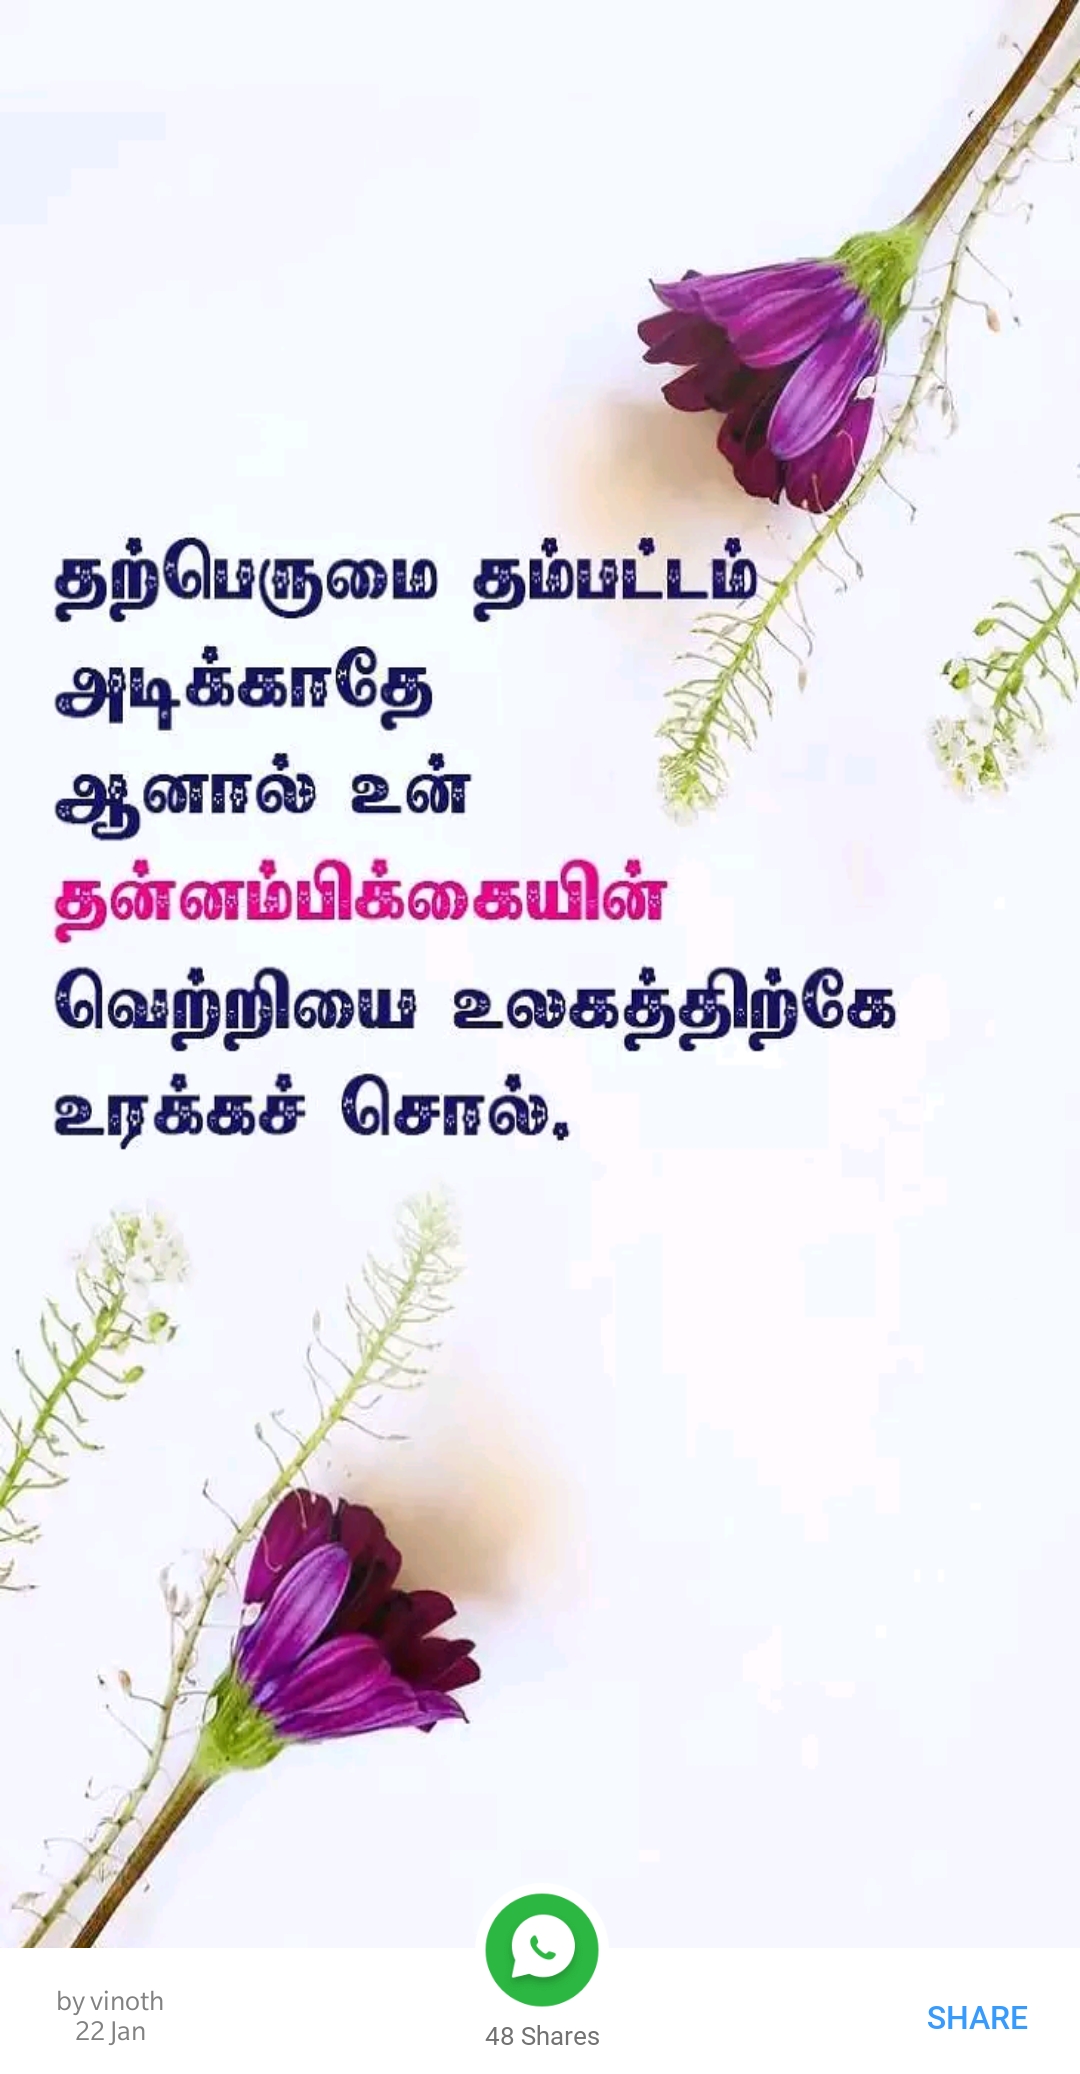 தற்பெருமை தம்பட்டம்
அடிக்காதே
ஆனால் உன்
தன்னம்பிக்கையின்
வெற்றியை உலகத்திற்கே
உரக்கச் சொல்.
by vinoth
22 Jan
48 Shares
SHARE